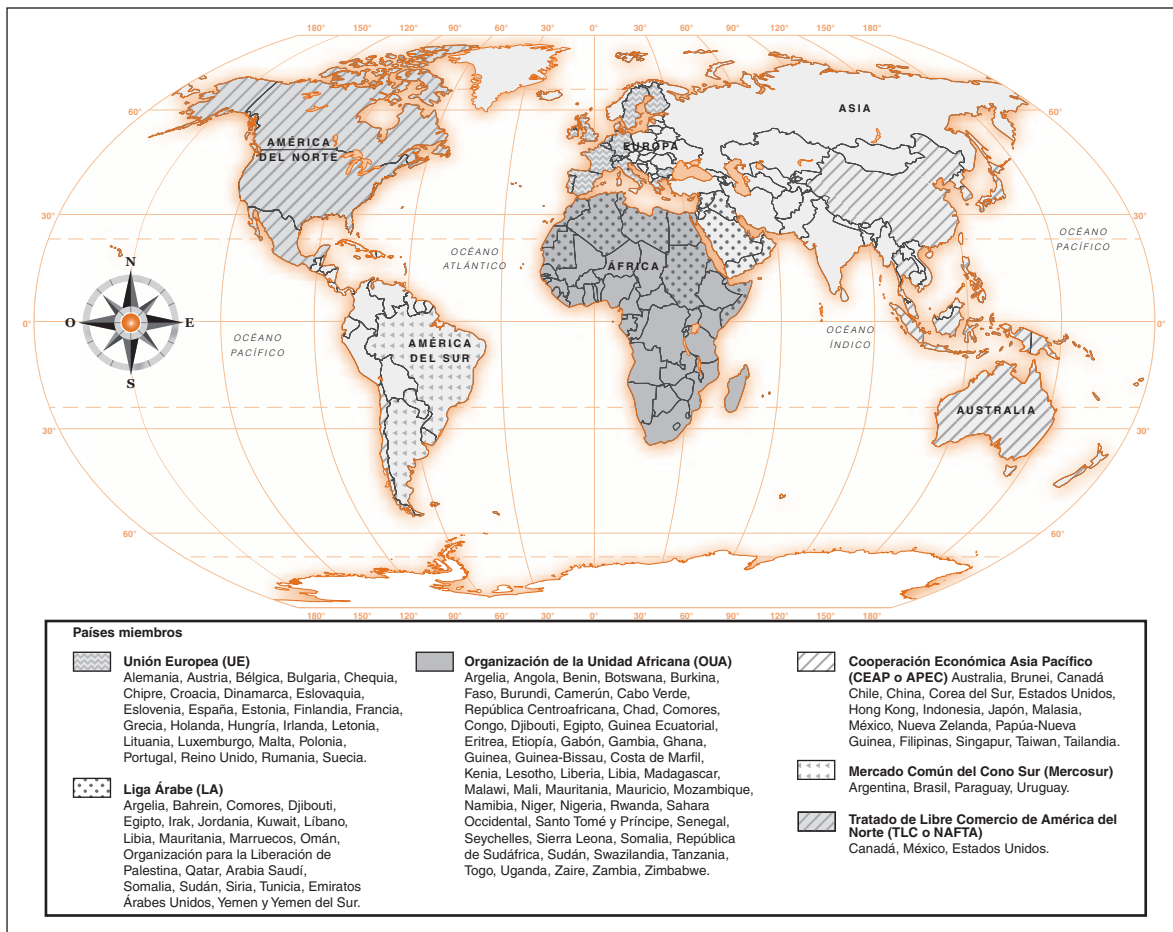 180° 150° 120° 90° 60° 30° 0° 30° 60° 90° 120° 150° 180°
60° 60°
ASIA
AMÉRICA
DEL NORTE
EUROPA
30° 30°
OCÉANO
PACÍFICO
OCÉANO
ATLÁNTICO
ÁFRICA
N
O E
S
0° 0°
OCÉANO
PACÍFICO
AMÉRICA
DEL SUR
OCÉANO
ÍNDICO
AUSTRALIA
30° 30°
60° 60°
180° 150° 120° 90° 60° 30° 0° 30° 60° 90° 120° 150° 180°
Países miembros
Unión Europea (UE)
Alemania, Austria, Bélgica, Bulgaria, Chequia,
Chipre, Croacia, Dinamarca, Eslovaquia,
Eslovenia, España, Estonia, Finlandia, Francia,
Grecia, Holanda, Hungría, Irlanda, Letonia,
Lituania, Luxemburgo, Malta, Polonia,
Portugal, Reino Unido, Rumania, Suecia.
Liga Árabe (LA)
Argelia, Bahrein, Comores, Djibouti,
Egipto, Irak, Jordania, Kuwait, Líbano,
Libia, Mauritania, Marruecos, Omán,
Organización para la Liberación de
Palestina, Qatar, Arabia Saudí,
Somalia, Sudán, Siria, Tunicia, Emiratos
Árabes Unidos, Yemen y Yemen del Sur.
Organización de la Unidad Africana (OUA)
Argelia, Angola, Benin, Botswana, Burkina,
Faso, Burundi, Camerún, Cabo Verde,
República Centroafricana, Chad, Comores,
Congo, Djibouti, Egipto, Guinea Ecuatorial,
Eritrea, Etiopía, Gabón, Gambia, Ghana,
Guinea, Guinea-Bissau, Costa de Marfil,
Kenia, Lesotho, Liberia, Libia, Madagascar,
Malawi, Mali, Mauritania, Mauricio, Mozambique,
Namibia, Niger, Nigeria, Rwanda, Sahara
Occidental, Santo Tomé y Príncipe, Senegal,
Seychelles, Sierra Leona, Somalia, República
de Sudáfrica, Sudán, Swazilandia, Tanzania,
Togo, Uganda, Zaire, Zambia, Zimbabwe.
Cooperación Económica Asia Pacífico
(CEAP o APEC) Australia, Brunei, Canadá
Chile, China, Corea del Sur, Estados Unidos,
Hong Kong, Indonesia, Japón, Malasia,
México, Nueva Zelanda, Papúa-Nueva
Guinea, Filipinas, Singapur, Taiwan, Tailandia.
Mercado Común del Cono Sur (Mercosur)
Argentina, Brasil, Paraguay, Uruguay.
Tratado de Libre Comercio de América del
Norte (TLC o NAFTA)
Canadá, México, Estados Unidos.